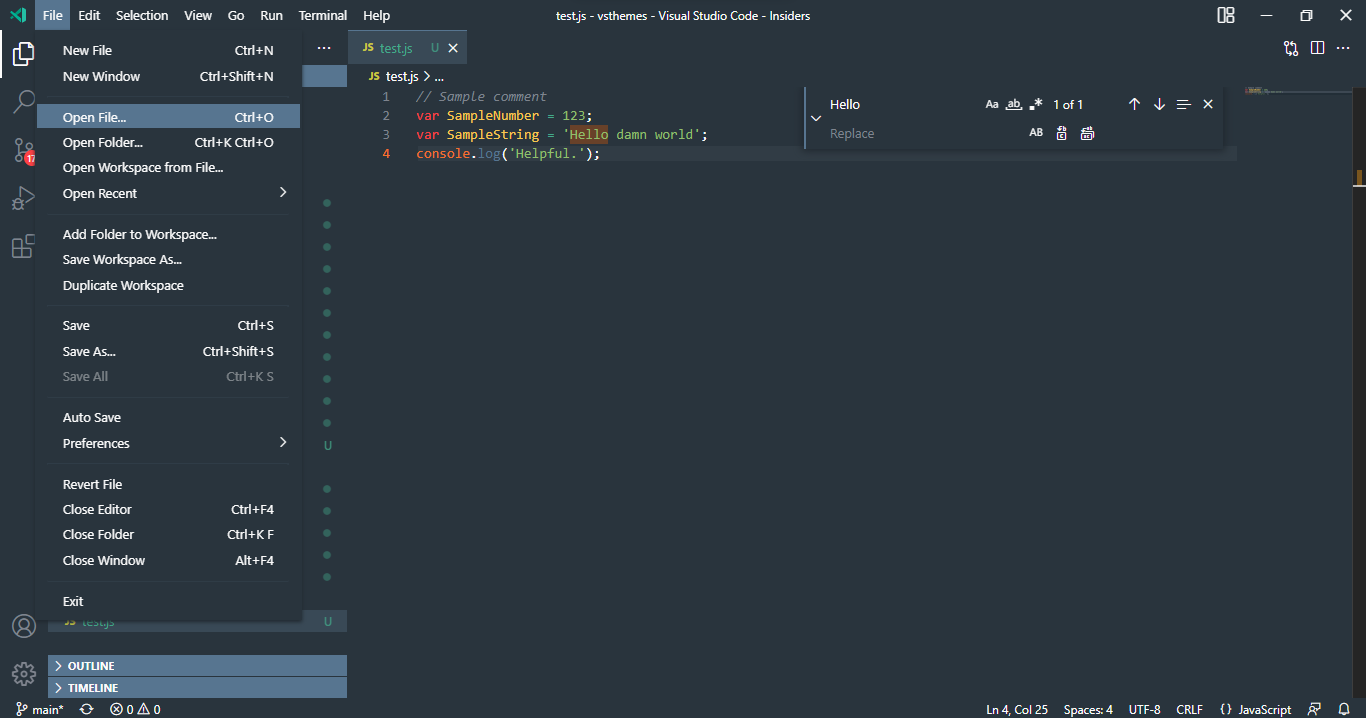 File Edit Selection View Go Run Terminal Help
test.js - vsthemes - Visual Studio Code - Insiders
New File Ctrl+N
New Window Ctrl+Shift+N
Open File... Ctrl+O
Open Folder... Ctrl+K Ctrl+O
Open Workspace from File...
Open Recent
Add Folder to Workspace...
Save Workspace As...
Duplicate Workspace
Save Ctrl+S
Save As... Ctrl+Shift+S
Save All Ctrl+K S
Auto Save
Preferences
Revert File
Close Editor Ctrl+F4
Close Folder Ctrl+K F
Close Window Alt+F4
Exit
17
U
JS test.js U
OUTLINE
TIMELINE
JS test.js U
JS test.js > ...
1 // Sample comment
2 var SampleNumber = 123;
3 var SampleString = 'Hello damn world';
4 console.log('Helpful.');
Hello Aa ab .* 1 of 1
Replace AB
main* 0 0
Ln 4, Col 25 Spaces: 4 UTF-8 CRLF {} JavaScript